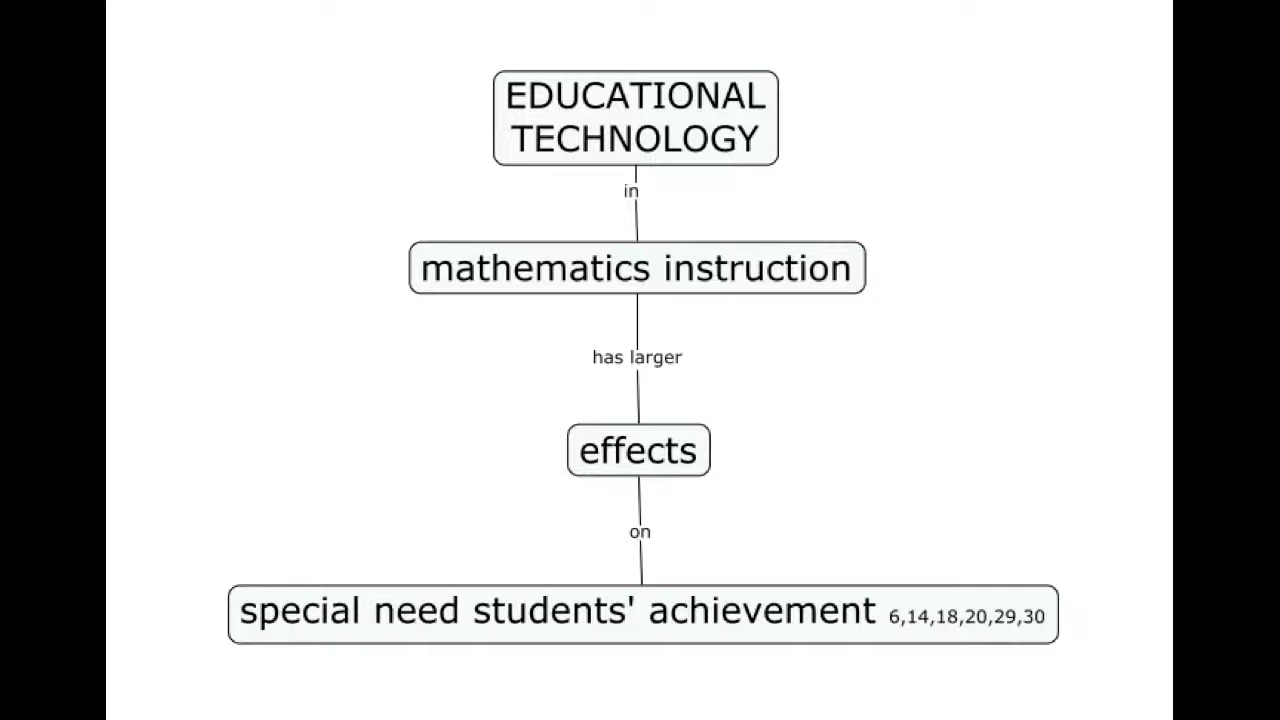 EDUCATIONAL
TECHNOLOGY
in
mathematics instruction
has larger
effects
on
special need students' achievement 6,14,18,20,29,30